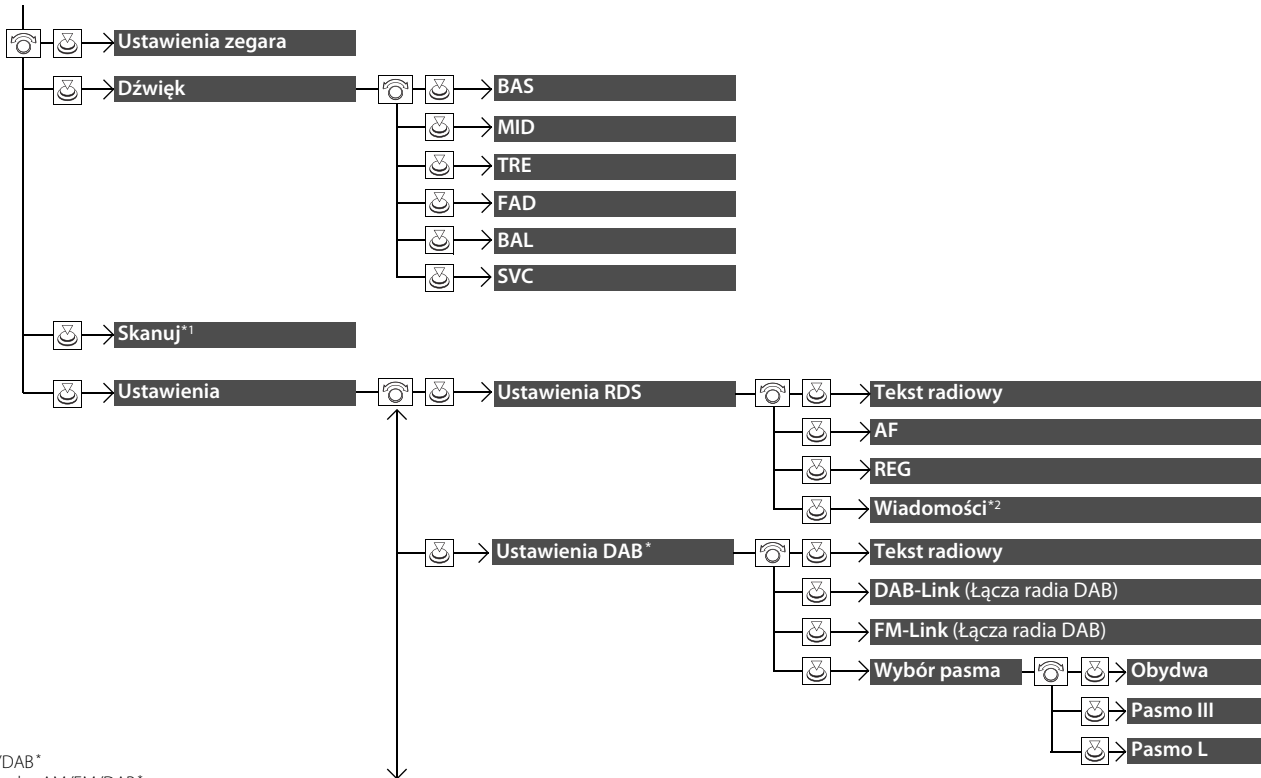 Ustawienia zegara
Dźwięk
BAS
MID
TRE
FAD
BAL
SVC
Skanuj*1
Ustawienia
Ustawienia RDS
Tekst radiowy
AF
REG
Wiadomości*2
Ustawienia DAB*
Tekst radiowy
DAB-Link (Łącza radia DAB)
FM-Link (Łącza radia DAB)
Wybór pasma
Obydwa
Pasmo III
Pasmo L
/DAB*